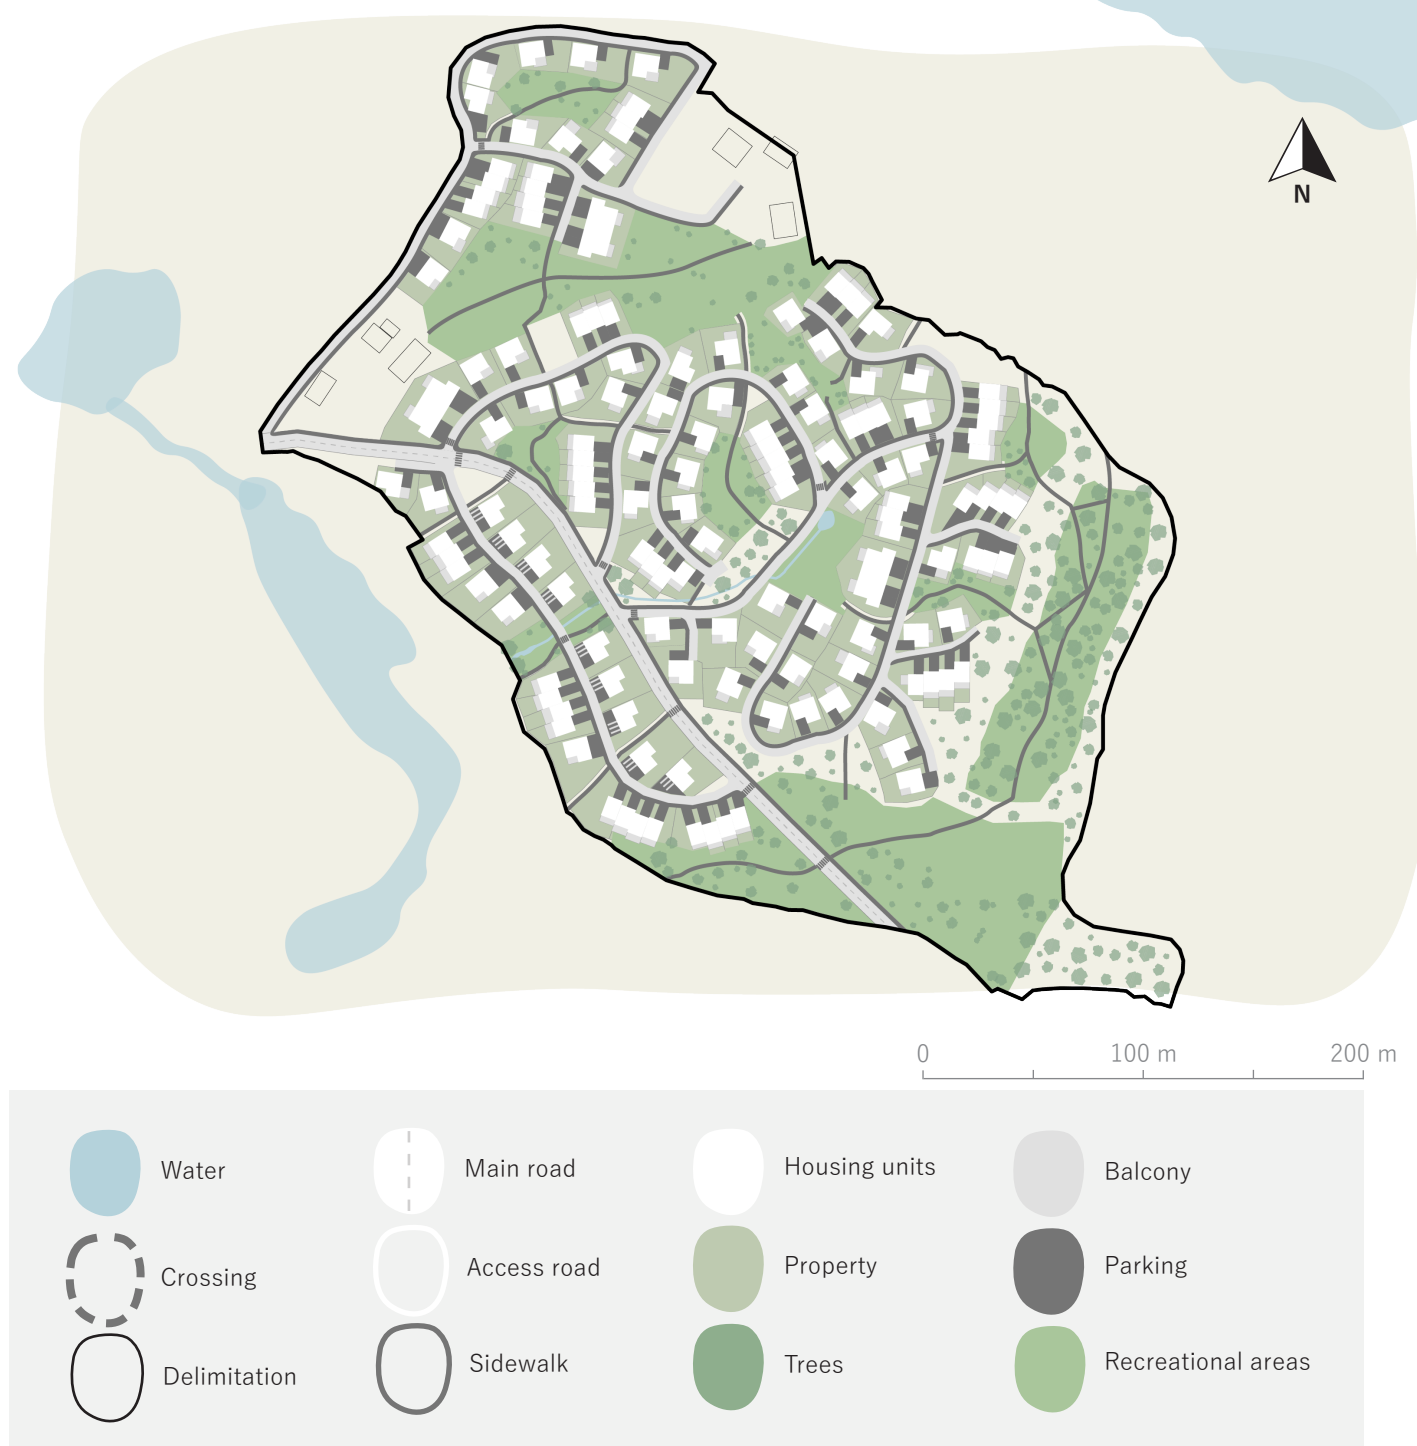 N
0 100 m 200 m
Water
Main road
Housing units
Balcony
Crossing
Access road
Property
Parking
Delimitation
Sidewalk
Trees
Recreational areas